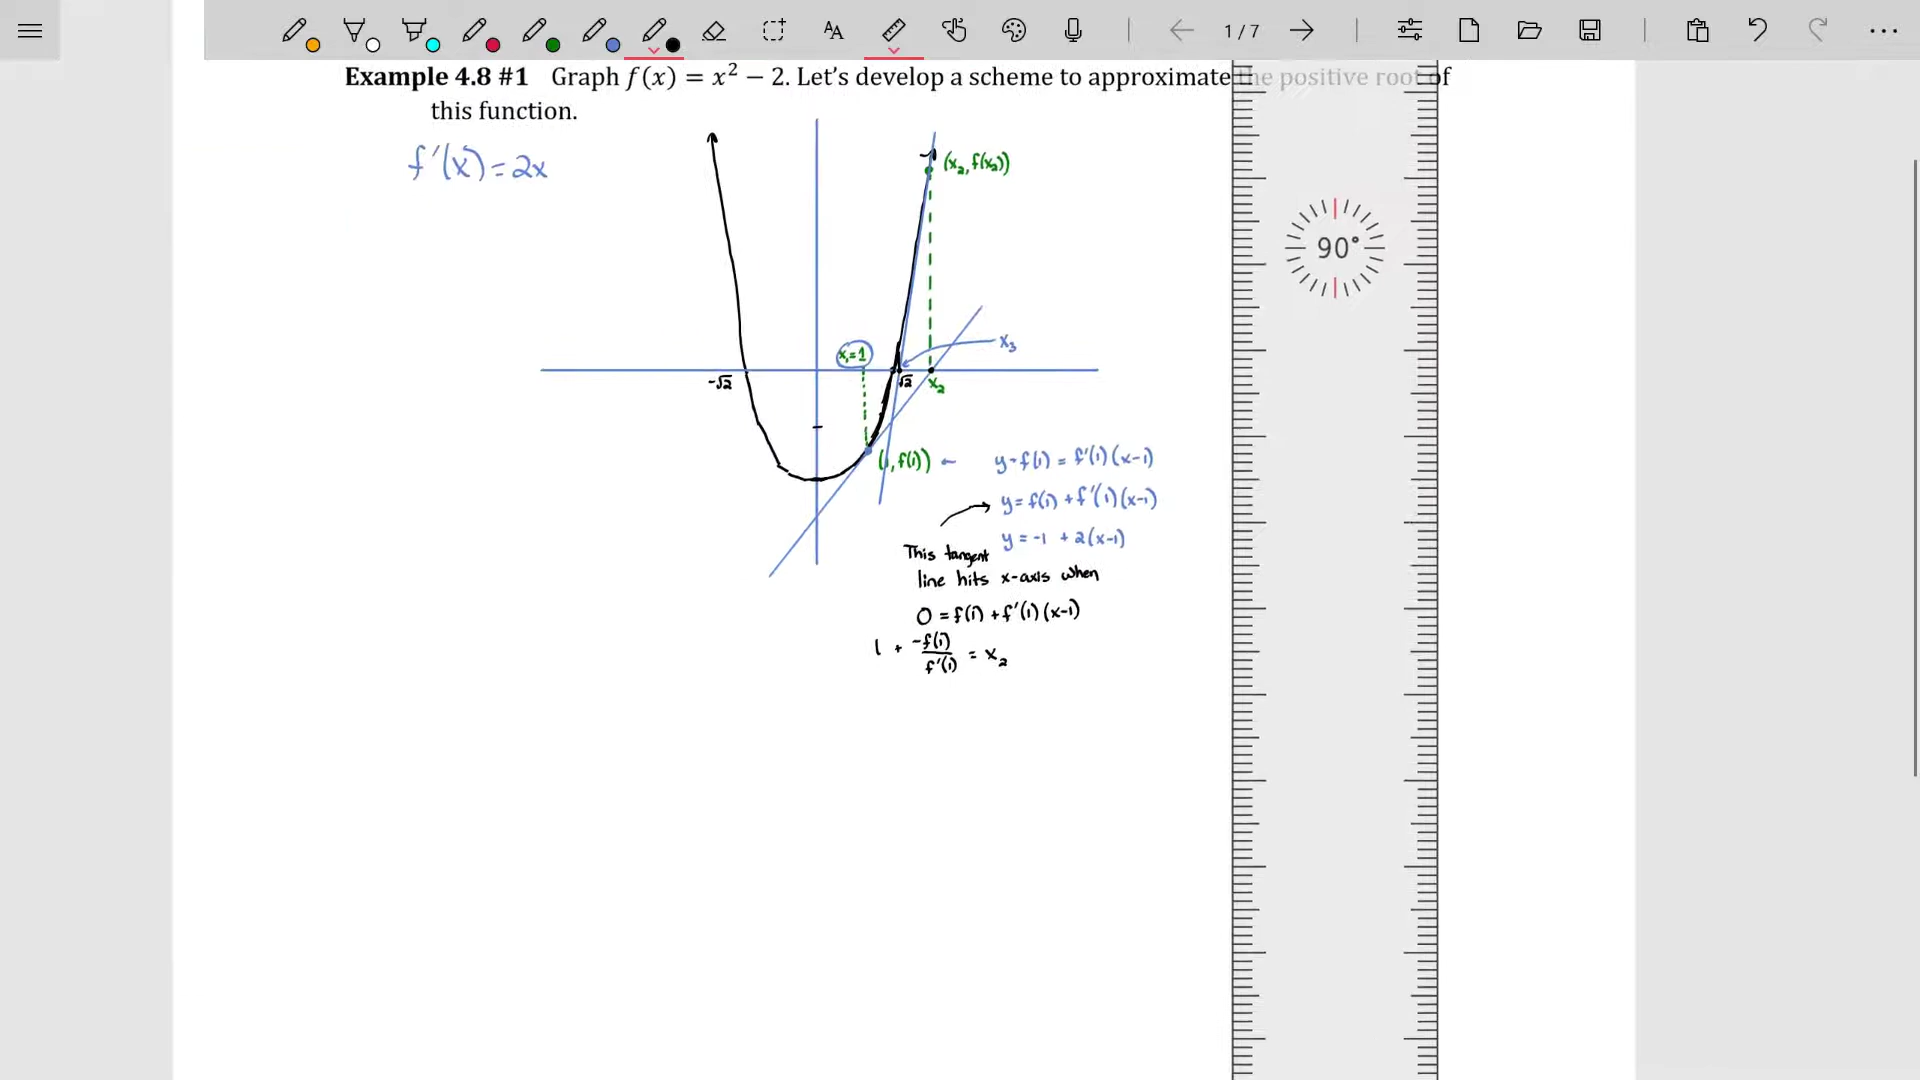 1 / 7
Example 4.8 #1 Graph f(x) = x² − 2. Let's develop a scheme to approximate the positive root of
this function.
f'(x) = 2x
(x₂, f(x₂))
90°
x₁ = 1
x₃
-√2
√2
x₂
(1, f(1)) ← y - f(1) = f'(1)(x-1)
y = f(1) + f'(1)(x-1)
y = -1 + 2(x-1)
This tangent
line hits x-axis when
0 = f(1) + f'(1)(x-1)
1 + -f(1)/f'(1) = x₂